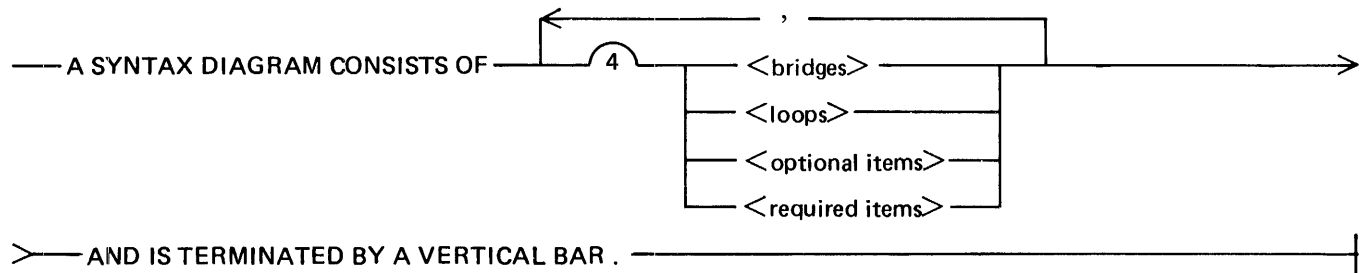 ,
A SYNTAX DIAGRAM CONSISTS OF 4 <bridges>
<loops>
<optional items>
<required items>
AND IS TERMINATED BY A VERTICAL BAR .